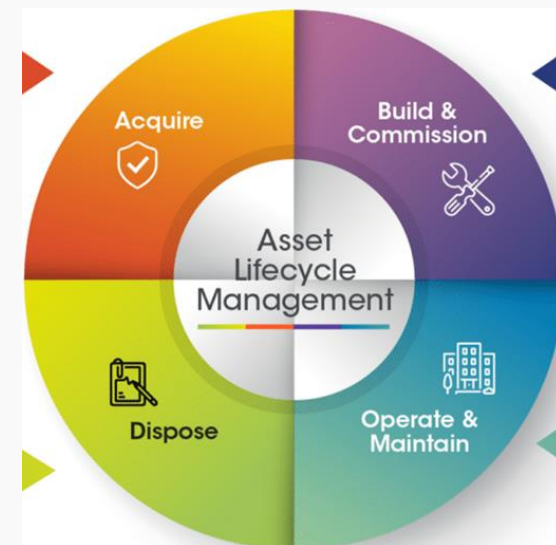 Acquire
Build &
Commission
Asset
Lifecycle
Management
Dispose
Operate &
Maintain